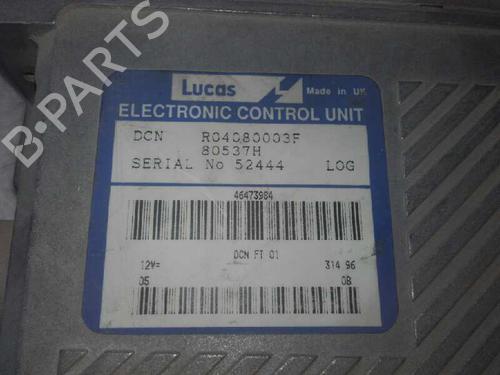 Lucas
Made in UK
ELECTRONIC CONTROL UNIT
DCN R04080003F
80537H
SERIAL No 52444 LOG
46473984
DCN FI 01
12V= 314 96
05 08
B-PARTS